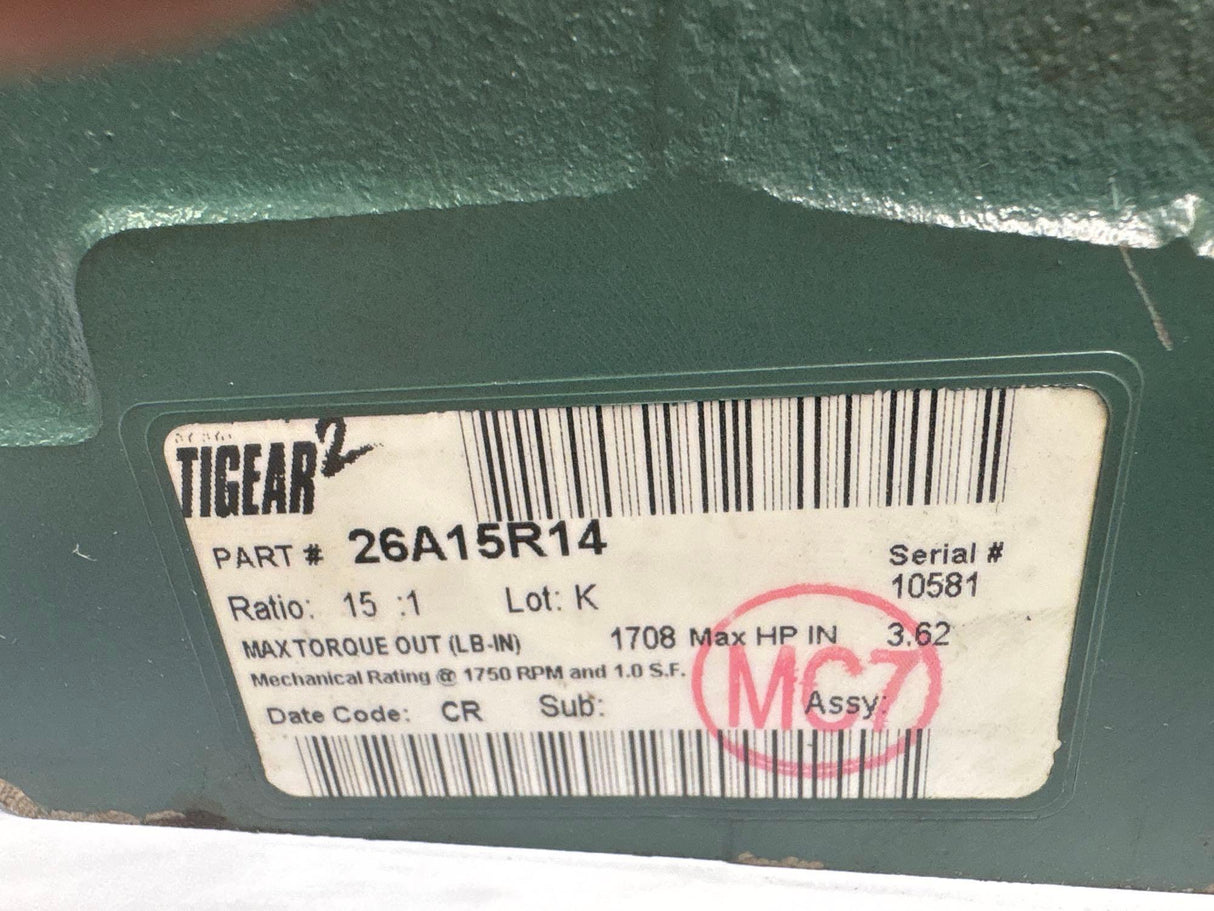 TIGEAR2
PART # 26A15R14
Serial #
10581
Ratio: 15 :1 Lot: K
MAX TORQUE OUT (LB-IN) 1708 Max HP IN 3.62
Mechanical Rating @ 1750 RPM and 1.0 S.F.
MC7
Date Code: CR Sub: Assy: